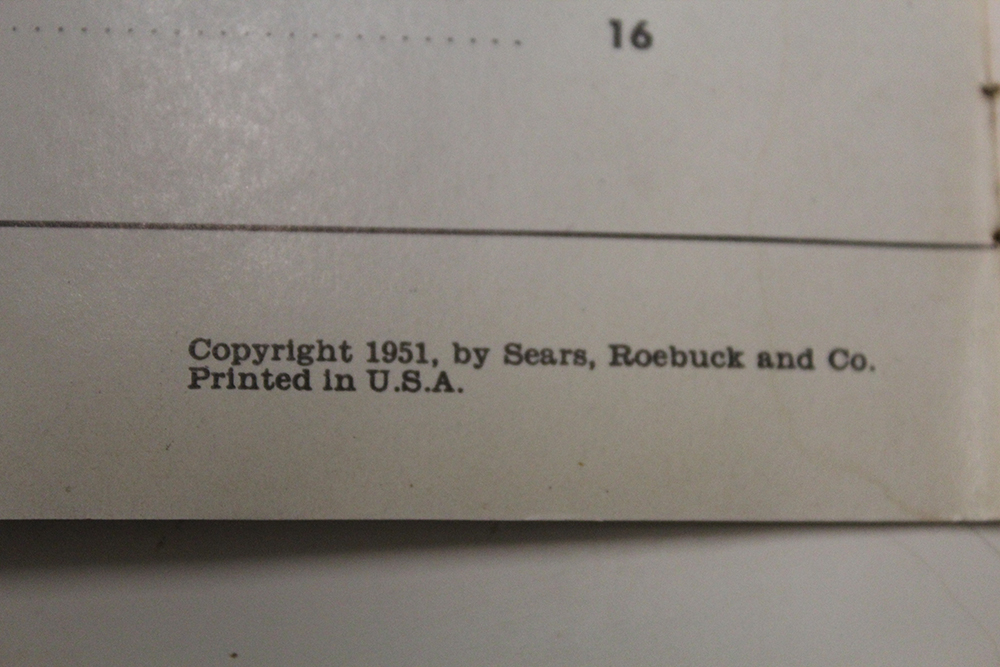 ........................ 16
Copyright 1951, by Sears, Roebuck and Co.
Printed in U.S.A.